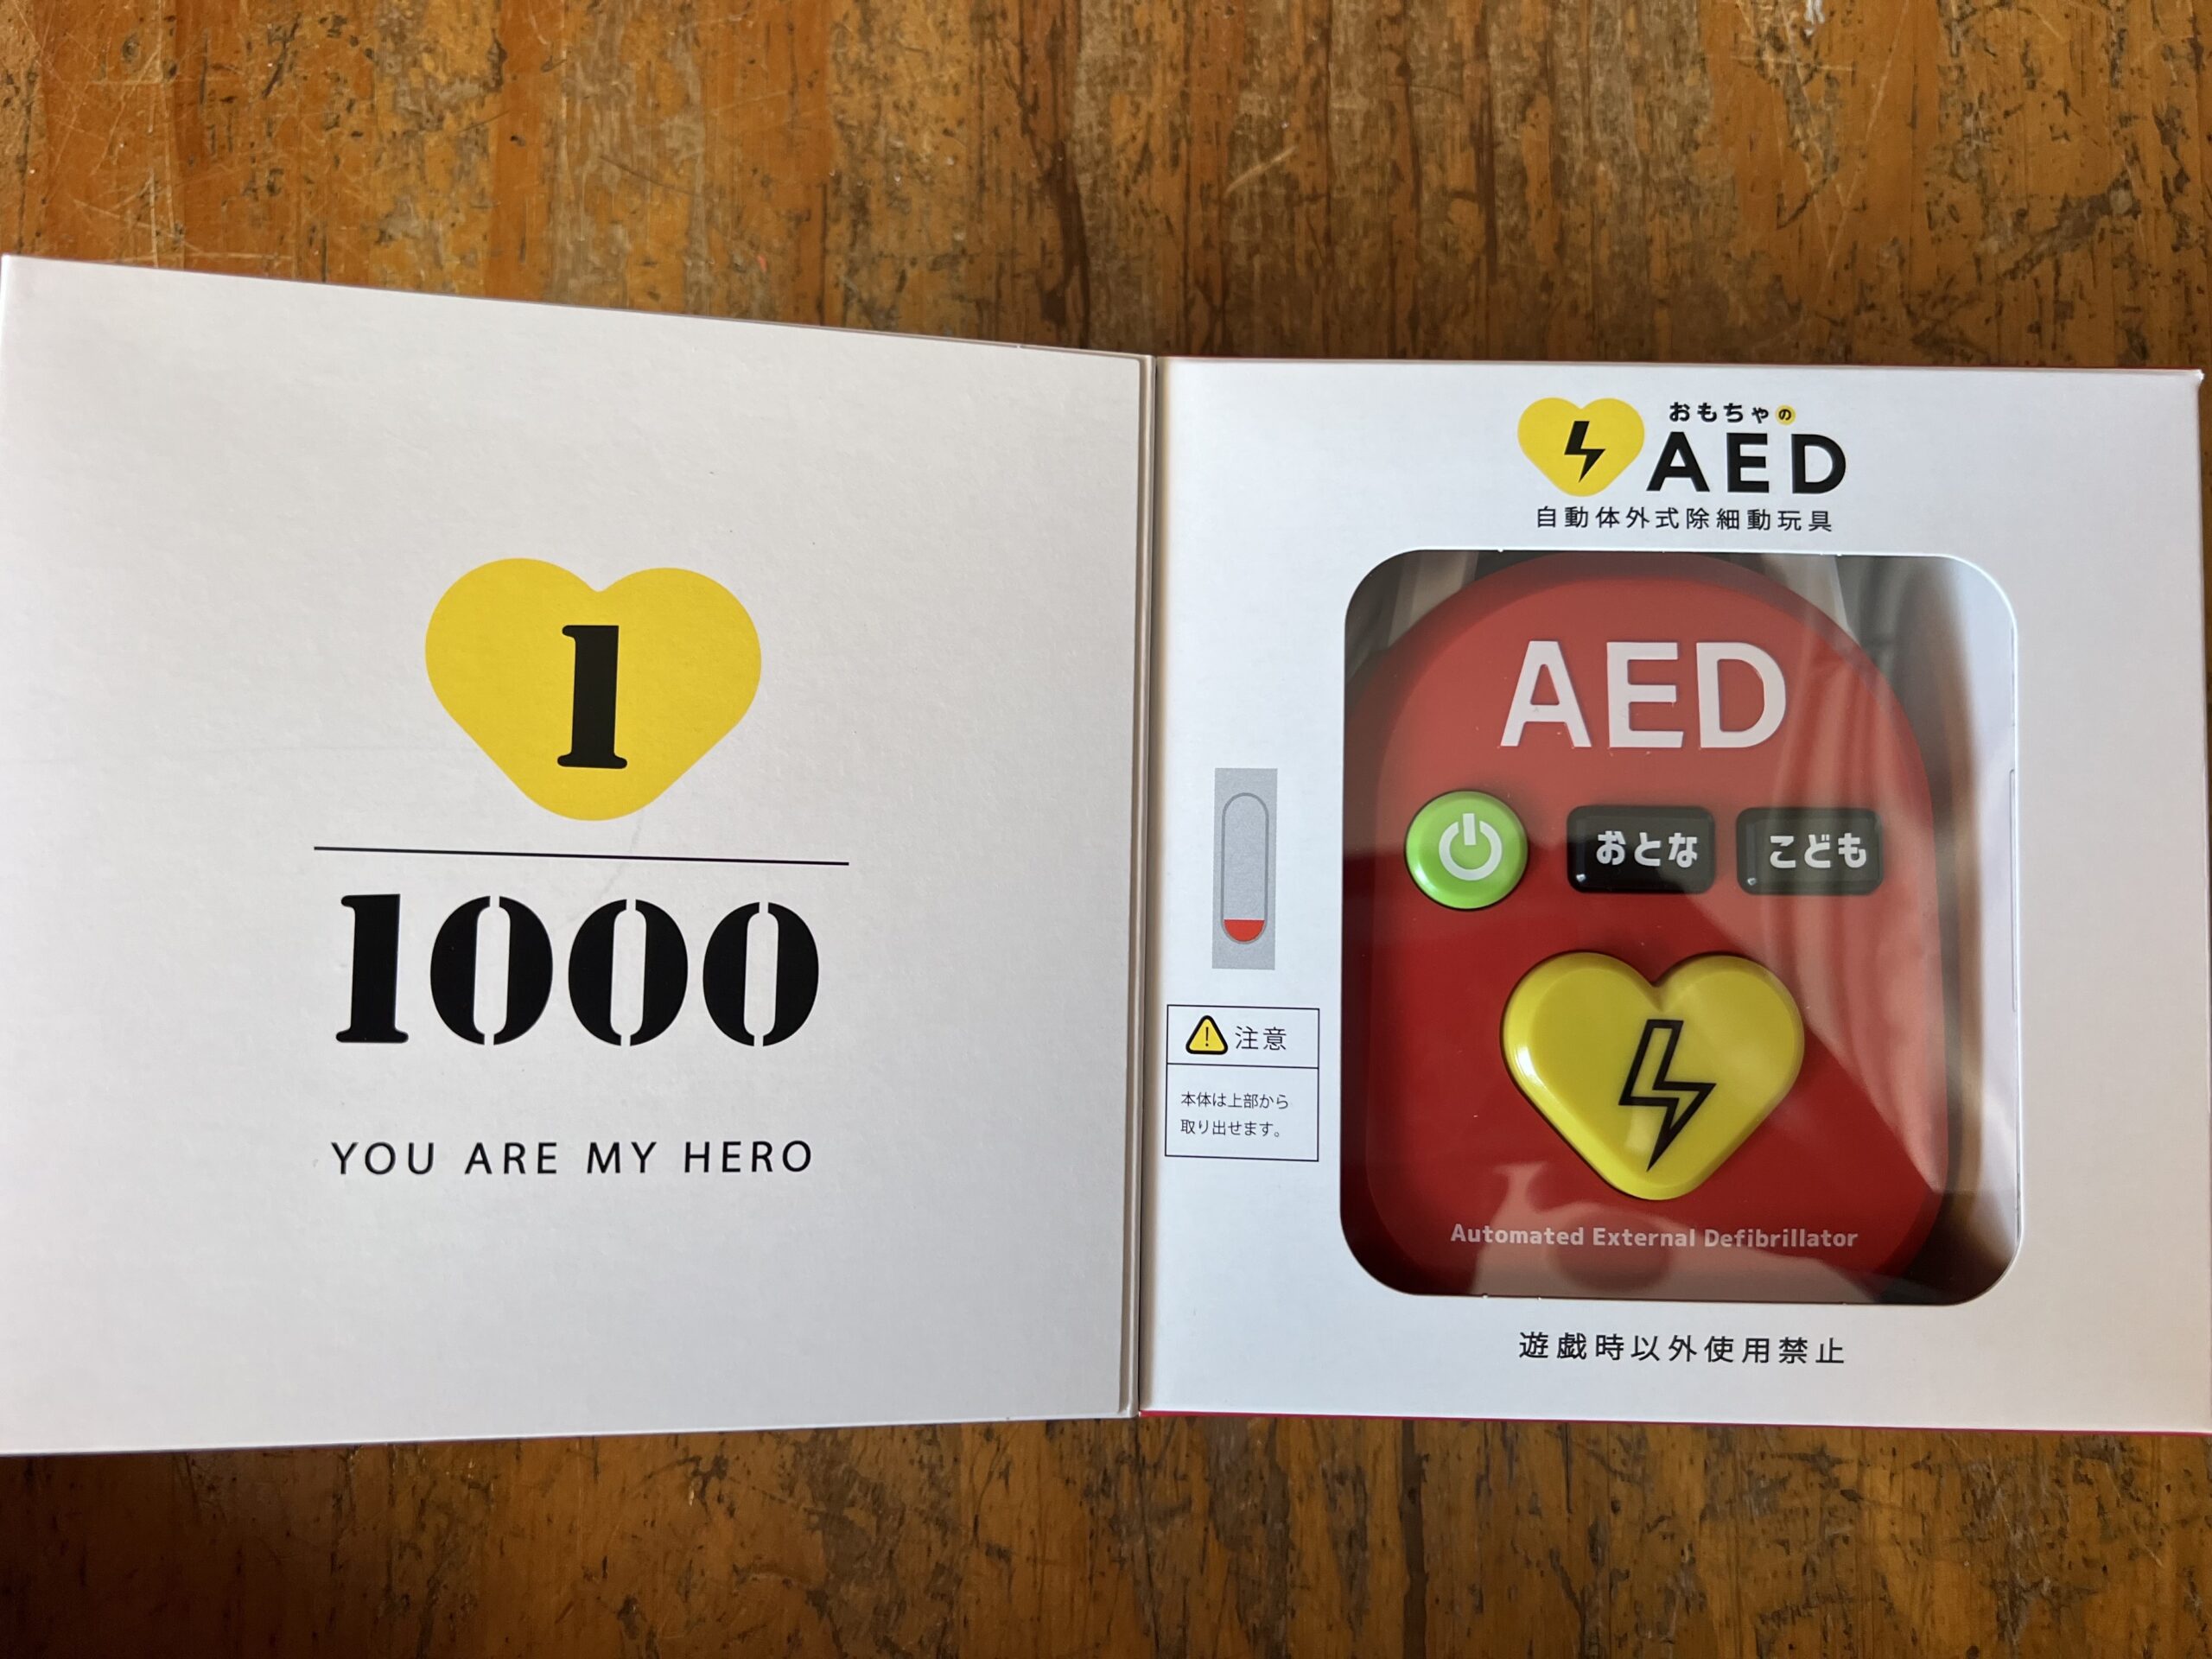 1
1000
YOU ARE MY HERO
おもちゃの
AED
自動体外式除細動玩具
AED
おとな
こども
Automated External Defibrillator
注意
本体は上部から
取り出せます。
遊戯時以外使用禁止